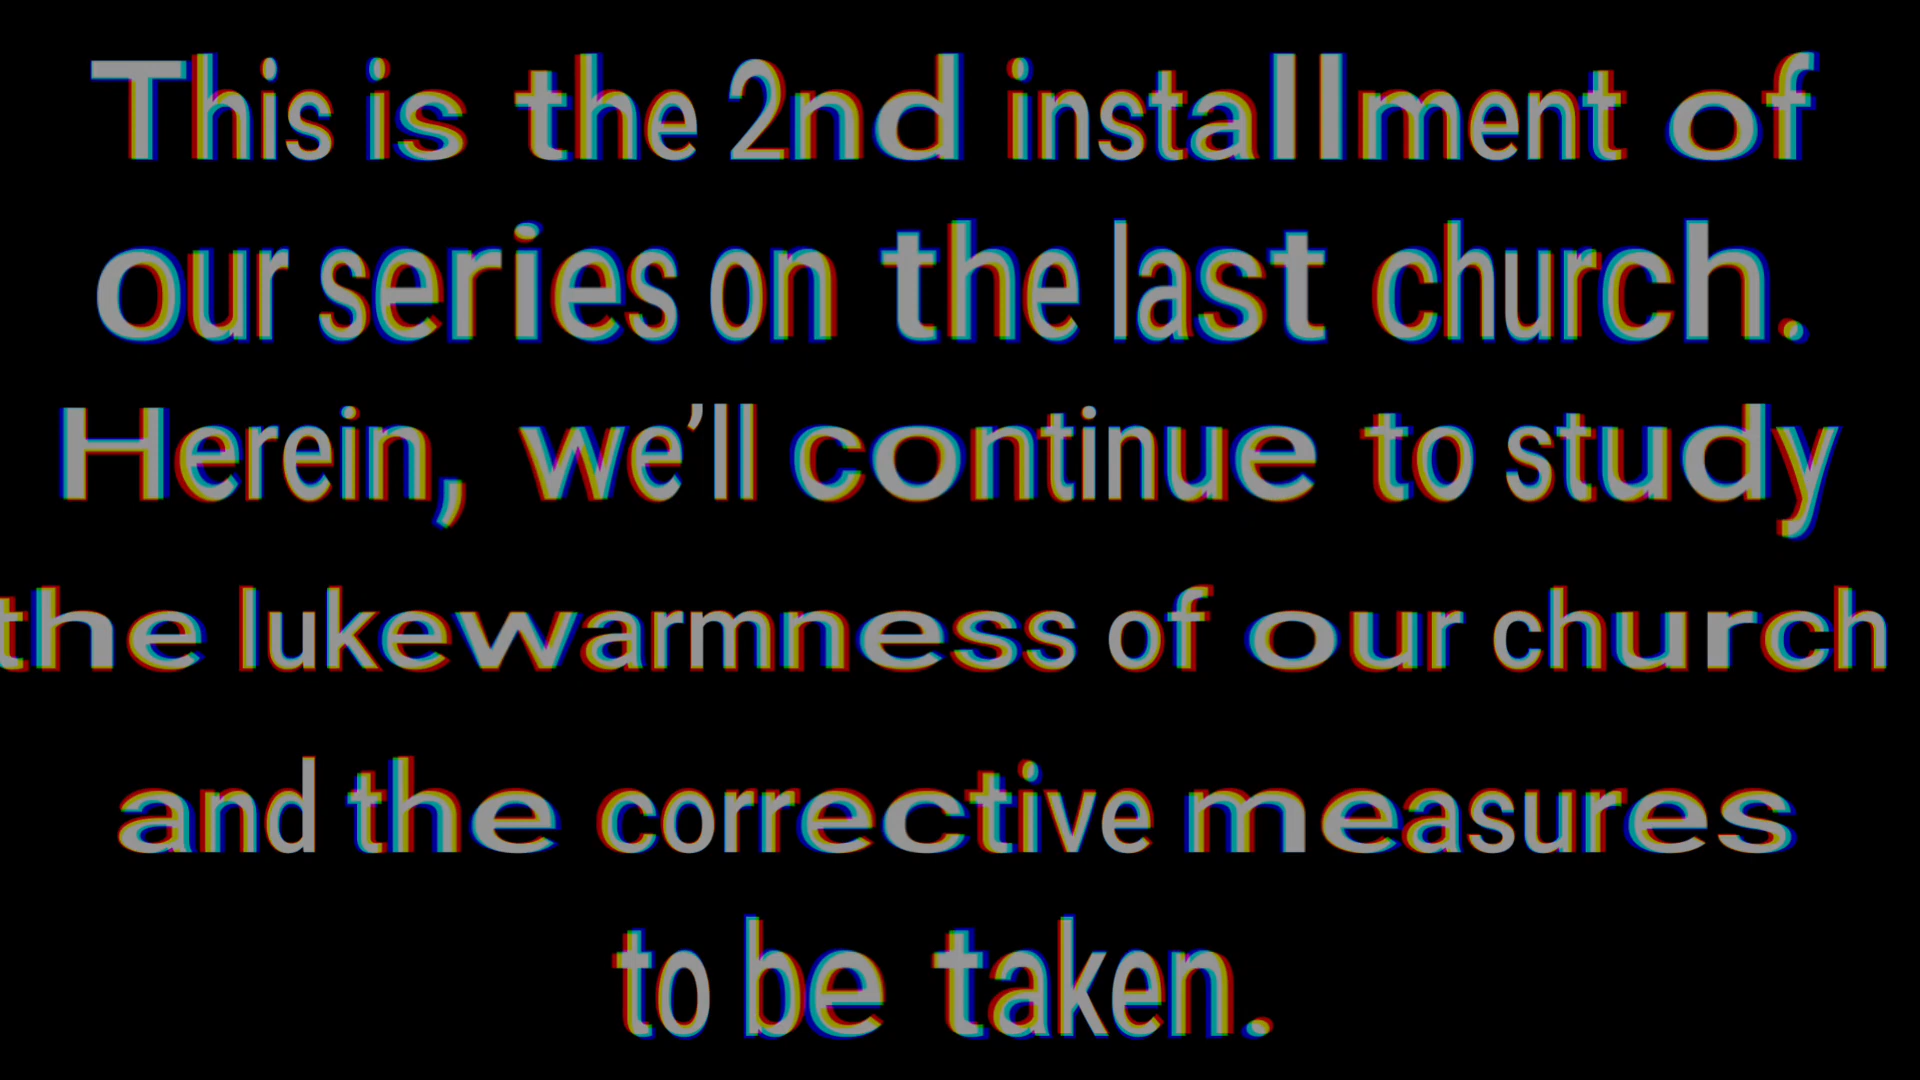 This is the 2nd installment of
our series on the last church.
Herein, we’ll continue to study
the lukewarmness of our church
and the corrective measures
to be taken.